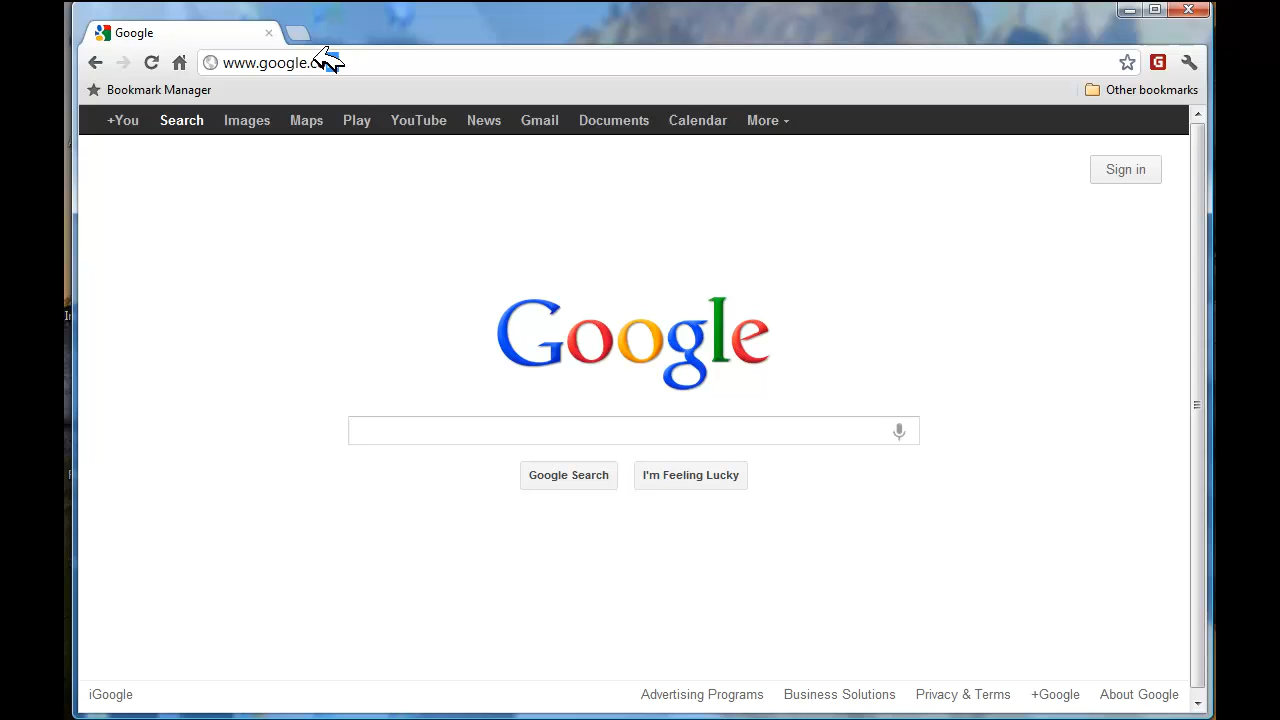 Google
www.google.c
Bookmark Manager
Other bookmarks
+You Search Images Maps Play YouTube News Gmail Documents Calendar More
Sign in
Google
Google Search I'm Feeling Lucky
iGoogle Advertising Programs Business Solutions Privacy & Terms +Google About Google